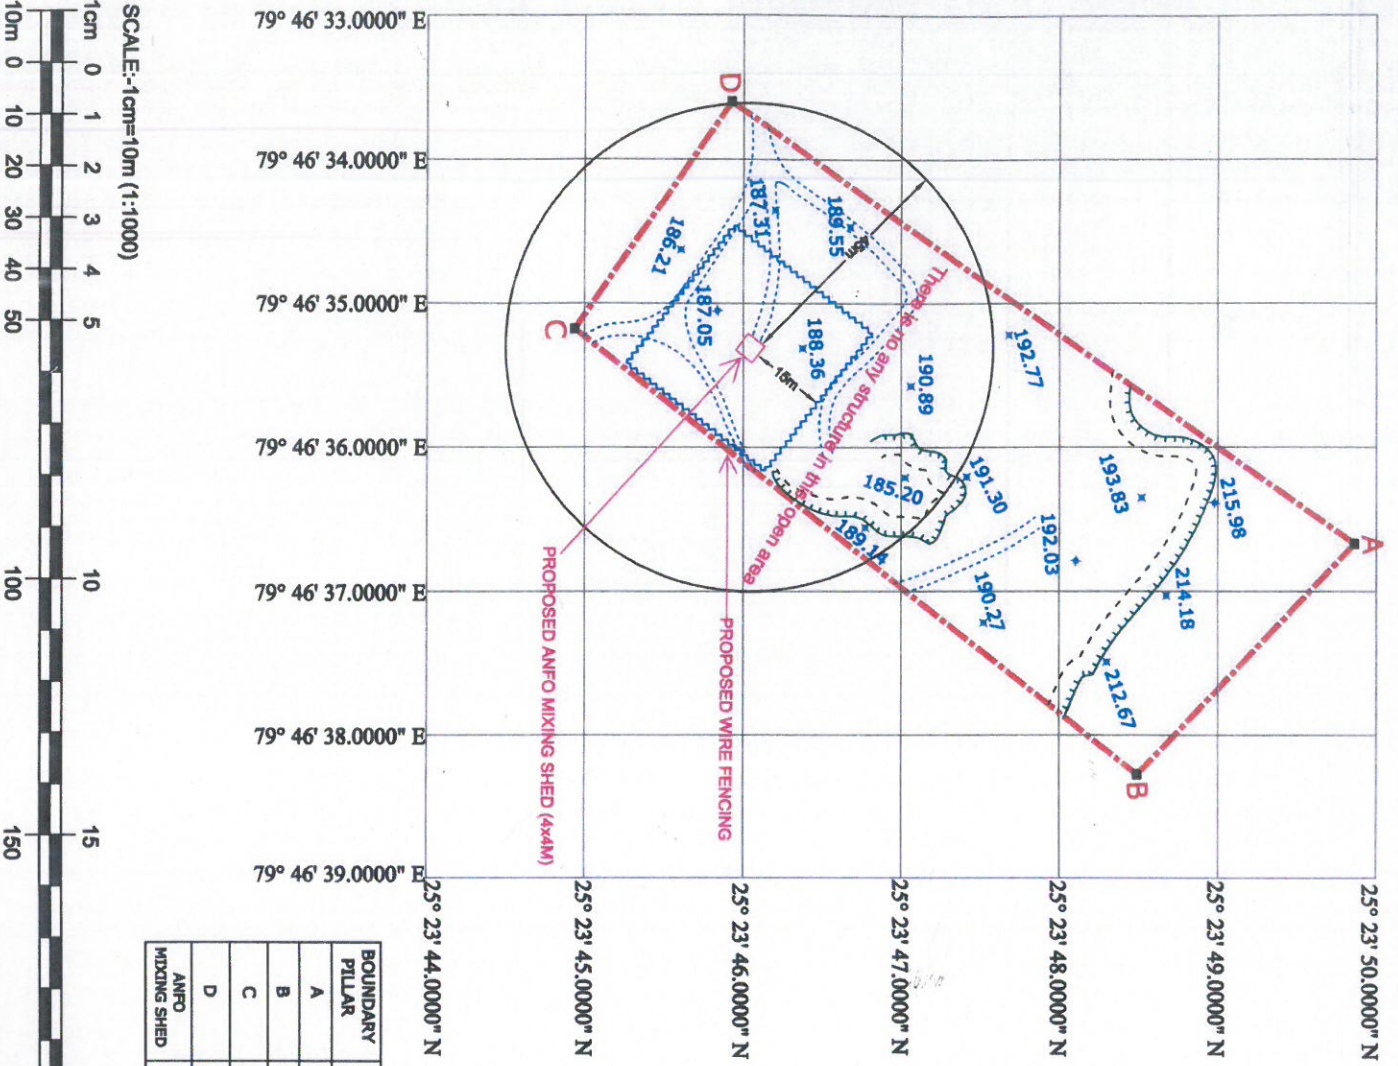 79° 46' 33.0000" E
79° 46' 34.0000" E
79° 46' 35.0000" E
79° 46' 36.0000" E
79° 46' 37.0000" E
79° 46' 38.0000" E
79° 46' 39.0000" E
25° 23' 50.0000" N
25° 23' 49.0000" N
25° 23' 48.0000" N
25° 23' 47.0000" N
25° 23' 46.0000" N
25° 23' 45.0000" N
25° 23' 44.0000" N
A
B
C
D
215.98
214.18
212.67
193.83
192.77
192.03
191.30
190.89
190.27
189.55
189.14
188.36
187.31
187.05
186.21
185.20
15m
There is no any structure in this open area
PROPOSED WIRE FENCING
PROPOSED ANFO MIXING SHED (4x4M)
SCALE:-1cm=10m (1:1000)
1cm 0 1 2 3 4 5 10 15
10m 0 10 20 30 40 50 100 150
BOUNDARY
PILLAR
A
B
C
D
ANFO
MIXING SHED